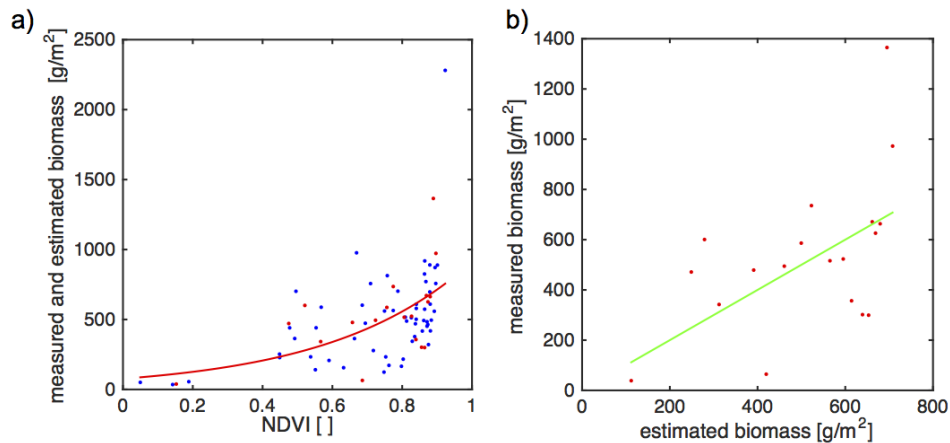 a)
measured and estimated biomass [g/m²]
2500
2000
1500
1000
500
0
0 0.2 0.4 0.6 0.8 1
NDVI [ ]
b)
measured biomass [g/m²]
1400
1200
1000
800
600
400
200
0
0 200 400 600 800
estimated biomass [g/m²]